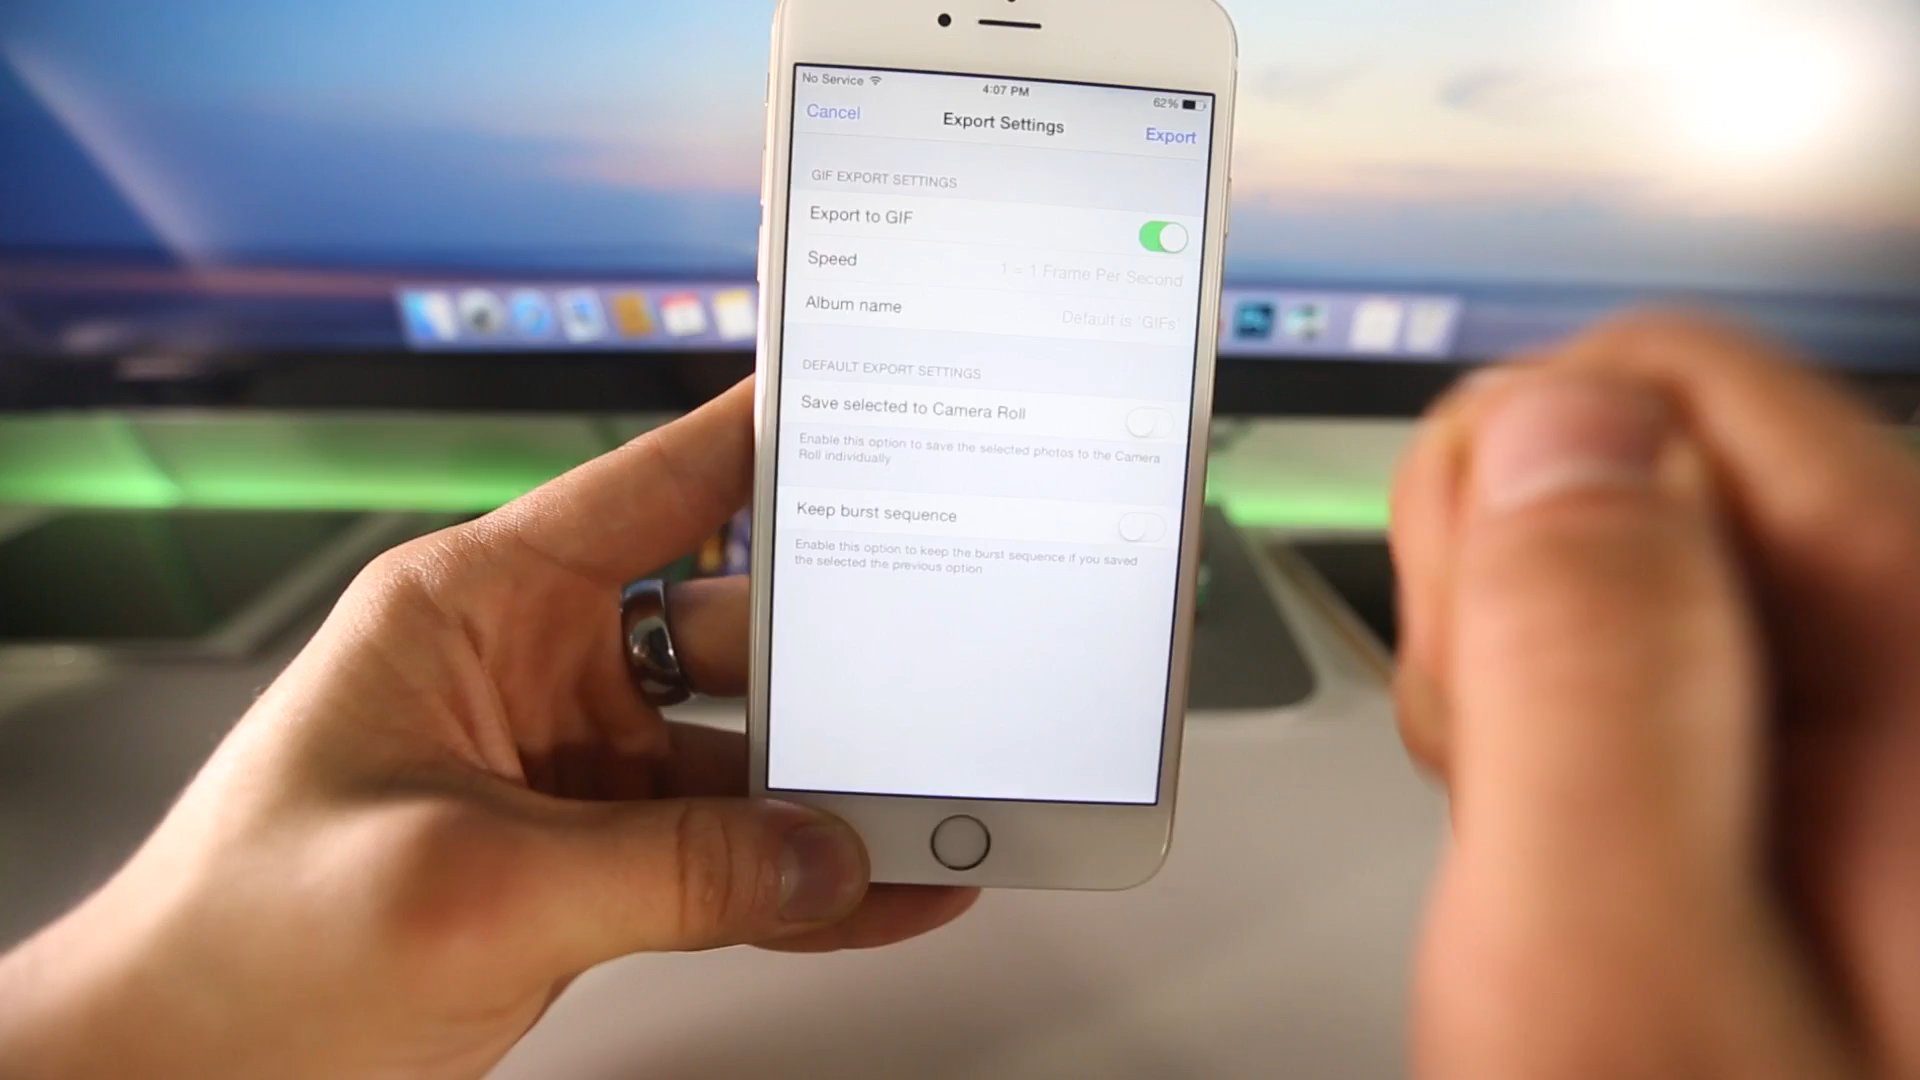 No Service
4:07 PM
62%
Cancel
Export Settings
Export
GIF EXPORT SETTINGS
Export to GIF
Speed
1 = 1 Frame Per Second
Album name
Default is 'GIFs'
DEFAULT EXPORT SETTINGS
Save selected to Camera Roll
Enable this option to save the selected photos to the Camera
Roll individually
Keep burst sequence
Enable this option to keep the burst sequence if you saved
the selected the previous option